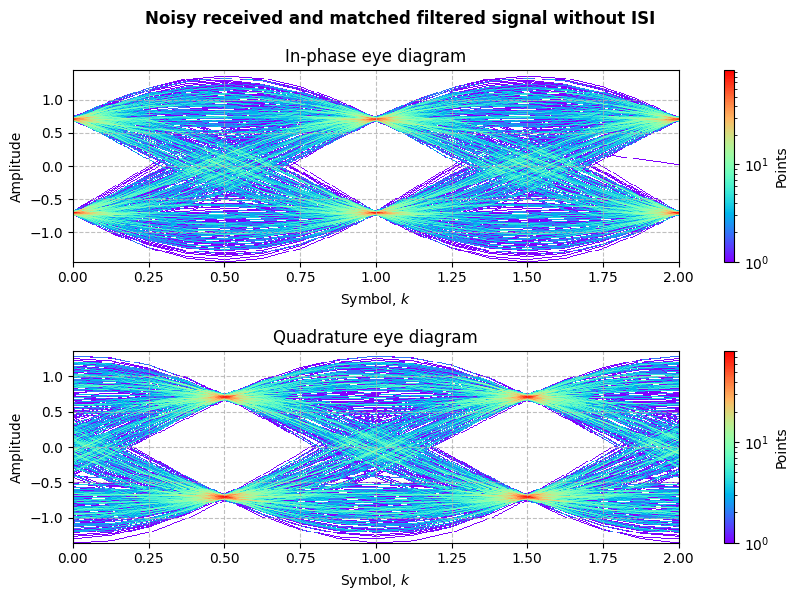 Noisy received and matched filtered signal without ISI
In-phase eye diagram
1.0
0.5
0.0
−0.5
−1.0
Amplitude
0.00 0.25 0.50 0.75 1.00 1.25 1.50 1.75 2.00
Symbol, k
10¹
10⁰
Points
Quadrature eye diagram
1.0
0.5
0.0
−0.5
−1.0
Amplitude
0.00 0.25 0.50 0.75 1.00 1.25 1.50 1.75 2.00
Symbol, k
10¹
10⁰
Points